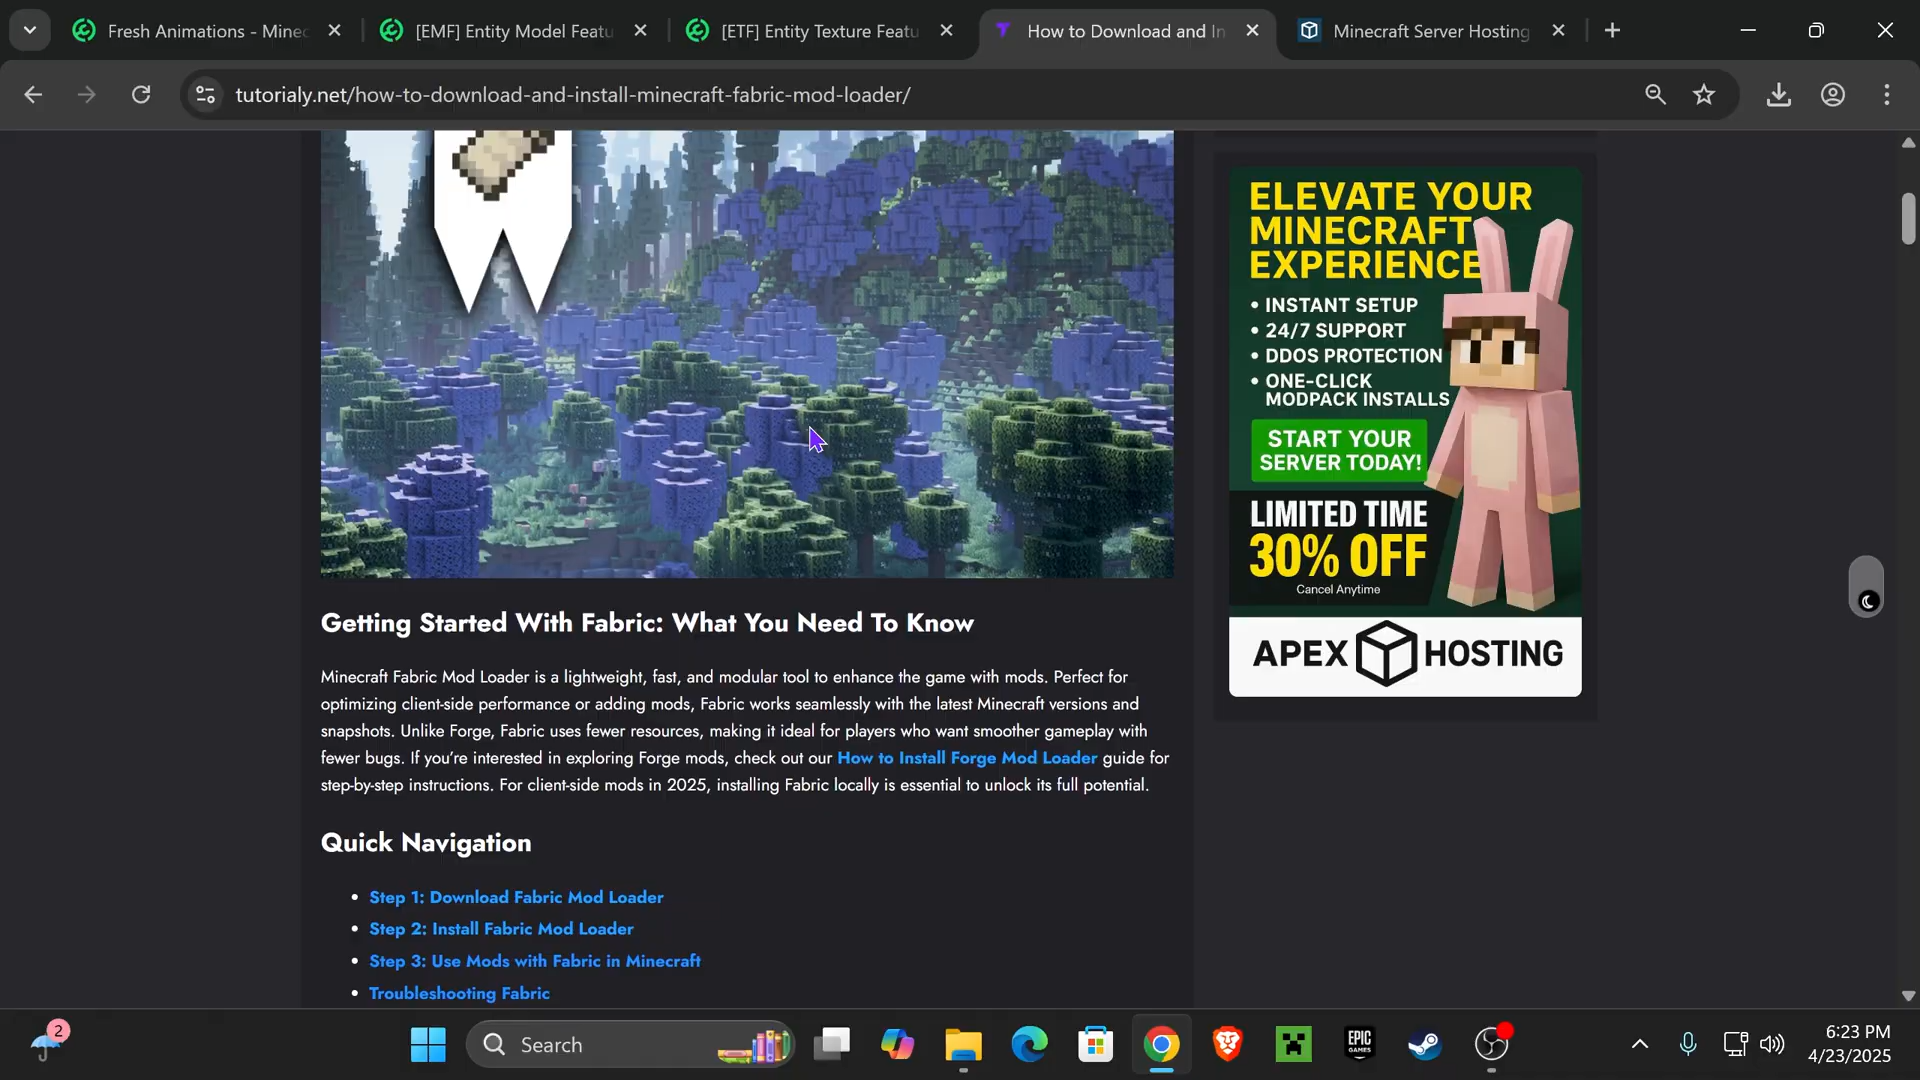 Fresh Animations - Minec
[EMF] Entity Model Featu
[ETF] Entity Texture Featu
How to Download and In
Minecraft Server Hosting
tutorialy.net/how-to-download-and-install-minecraft-fabric-mod-loader/
ELEVATE YOUR
MINECRAFT
EXPERIENCE
• INSTANT SETUP
• 24/7 SUPPORT
• DDOS PROTECTION
• ONE-CLICK
MODPACK INSTALLS
START YOUR
SERVER TODAY!
LIMITED TIME
30% OFF
Cancel Anytime
APEX HOSTING
Getting Started With Fabric: What You Need To Know
Minecraft Fabric Mod Loader is a lightweight, fast, and modular tool to enhance the game with mods. Perfect for
optimizing client-side performance or adding mods, Fabric works seamlessly with the latest Minecraft versions and
snapshots. Unlike Forge, Fabric uses fewer resources, making it ideal for players who want smoother gameplay with
fewer bugs. If you're interested in exploring Forge mods, check out our How to Install Forge Mod Loader guide for
step-by-step instructions. For client-side mods in 2025, installing Fabric locally is essential to unlock its full potential.
Quick Navigation
• Step 1: Download Fabric Mod Loader
• Step 2: Install Fabric Mod Loader
• Step 3: Use Mods with Fabric in Minecraft
• Troubleshooting Fabric
2
Search
EPIC
GAMES
6:23 PM
4/23/2025